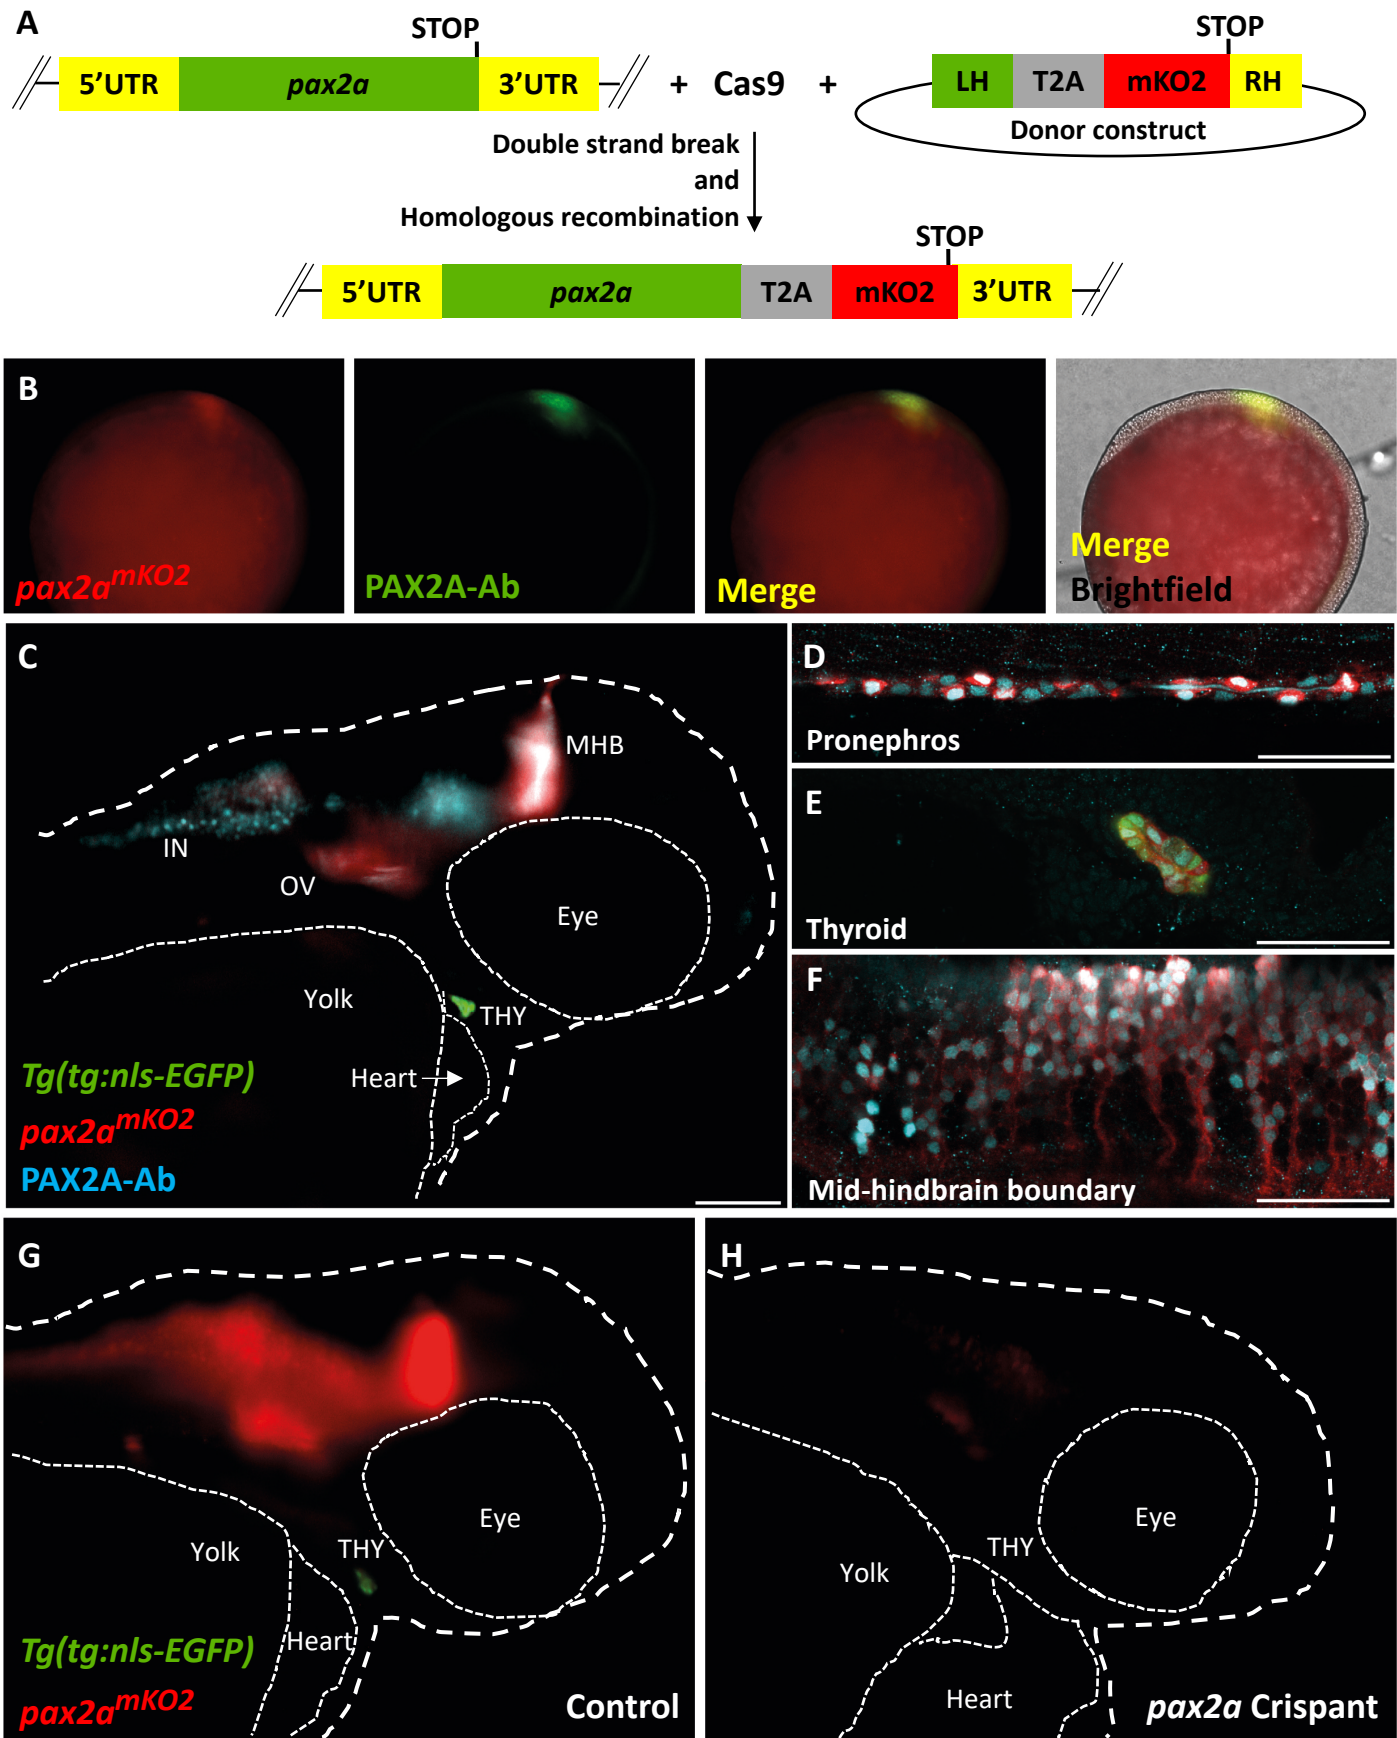 A
STOP
5’UTR pax2a 3’UTR + Cas9 +
STOP
LH T2A mKO2 RH
Donor construct
Double strand break
and
Homologous recombination
STOP
5’UTR pax2a T2A mKO2 3’UTR
B
pax2amKO2
PAX2A-Ab
Merge
Merge
Brightfield
C
MHB
IN
OV
Eye
Yolk
THY
Heart
Tg(tg:nls-EGFP)
pax2amKO2
PAX2A-Ab
D
Pronephros
E
Thyroid
F
Mid-hindbrain boundary
G
Eye
THY
Yolk
Heart
Tg(tg:nls-EGFP)
pax2amKO2
Control
H
Eye
THY
Yolk
Heart
pax2a Crispant